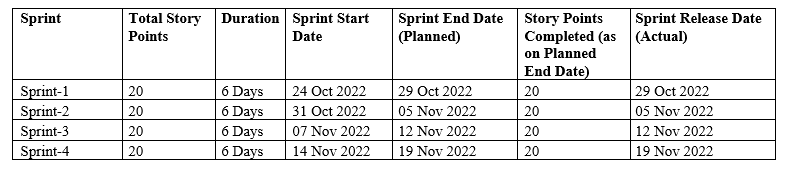 Sprint Total Story Duration Sprint Start Sprint End Date Story Points Sprint Release Date
Points Date (Planned) Completed (as (Actual)
on Planned
End Date)
Sprint-1 20 6 Days 24 Oct 2022 29 Oct 2022 20 29 Oct 2022
Sprint-2 20 6 Days 31 Oct 2022 05 Nov 2022 20 05 Nov 2022
Sprint-3 20 6 Days 07 Nov 2022 12 Nov 2022 20 12 Nov 2022
Sprint-4 20 6 Days 14 Nov 2022 19 Nov 2022 20 19 Nov 2022